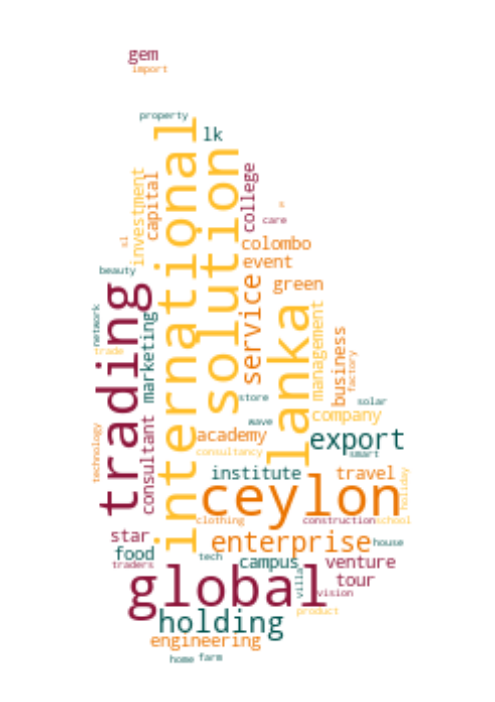 gem
import
property
lk
international
solution
college
investment
capital
s
care
colombo
sl
event
beauty
green
service
trading
lanka
management
network
marketing
business
trade
factory
store
solar
consultant
wave
company
technology
academy
export
consultancy
smart
institute
travel
holiday
ceylon
clothing
construction
school
star
enterprise
house
food
tech
traders
campus
venture
global
villa
tour
vision
holding
product
engineering
home
farm